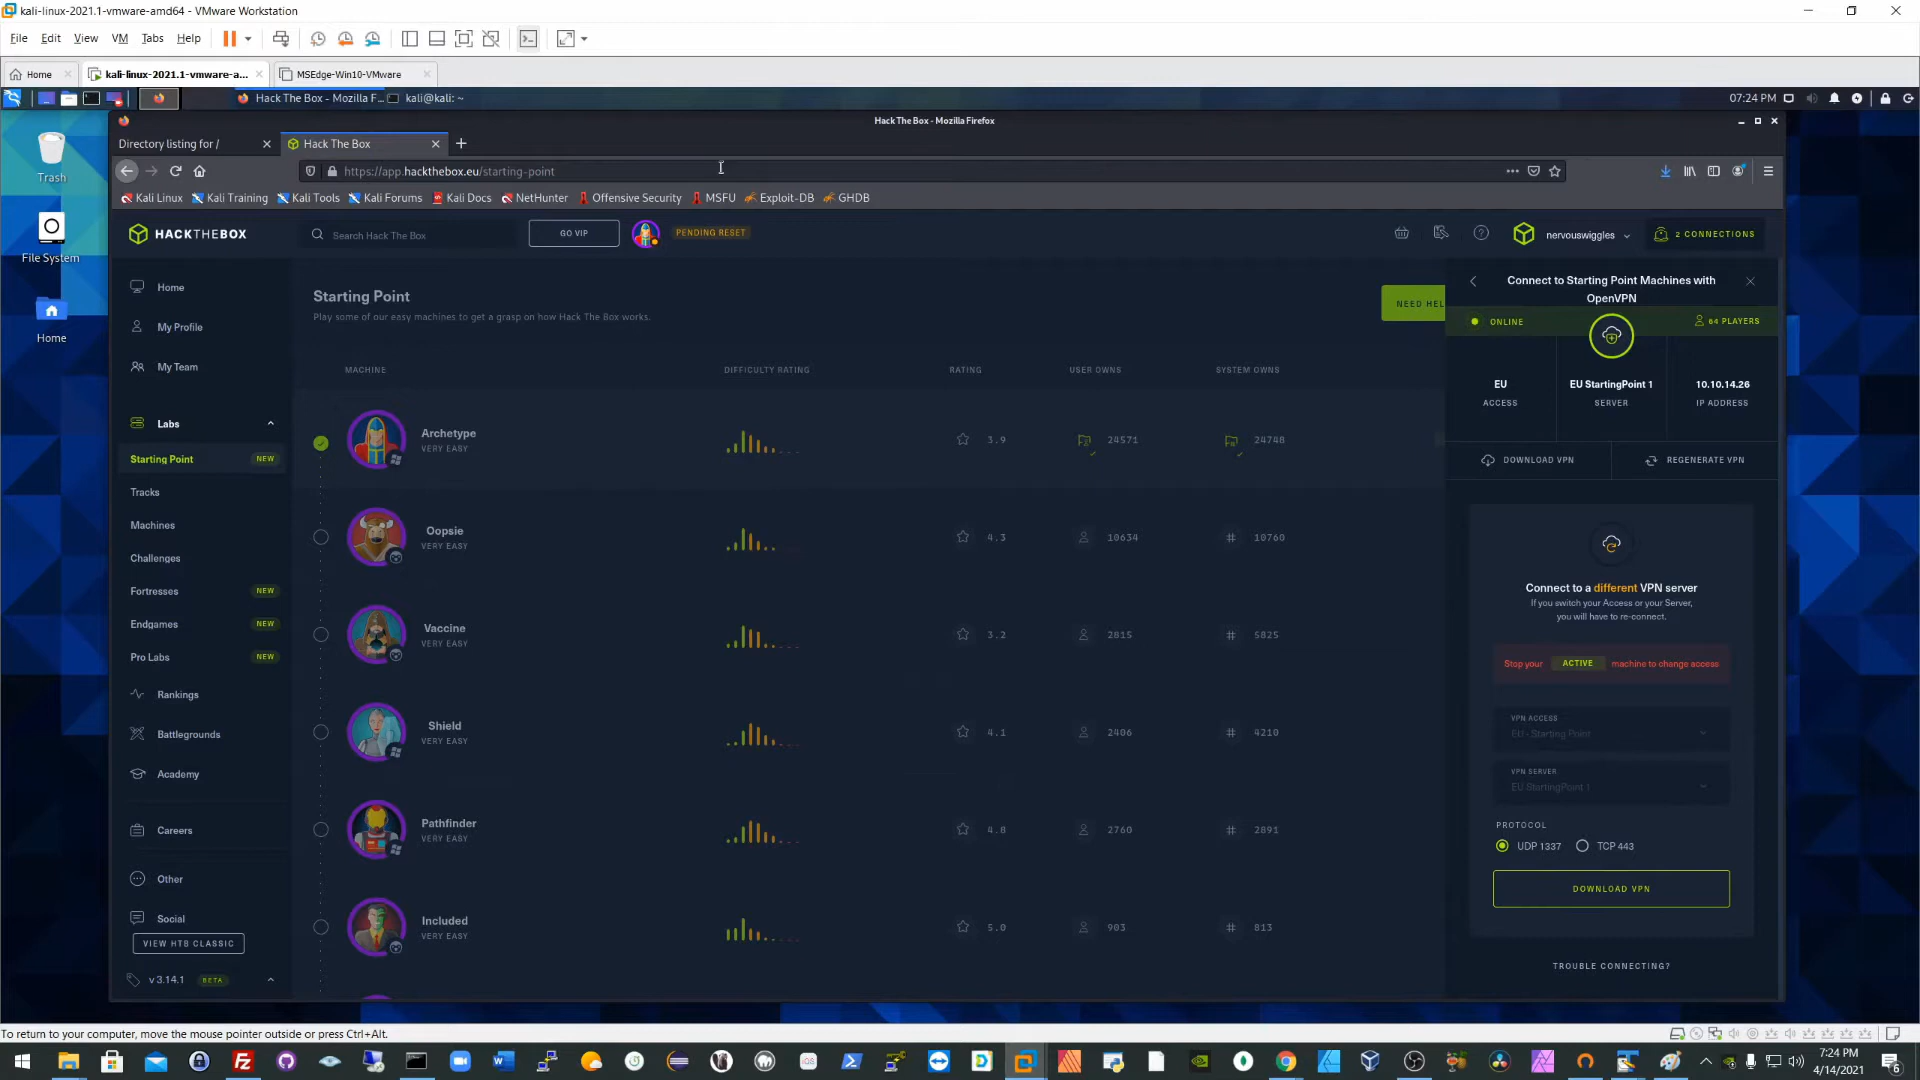 kali-linux-2021.1-vmware-amd64 - VMware Workstation
File Edit View VM Tabs Help
Home
kali-linux-2021.1-vmware-a...
MSEdge-Win10-VMware
Hack The Box - Mozilla F...
kali@kali: ~
07:24 PM
Trash
File System
Home
Hack The Box - Mozilla Firefox
Directory listing for /
Hack The Box
https://app.hackthebox.eu/starting-point
Kali Linux Kali Training Kali Tools Kali Forums Kali Docs NetHunter Offensive Security MSFU Exploit-DB GHDB
HACKTHEBOX
Search Hack The Box
GO VIP
PENDING RESET
nervouswiggles
2 CONNECTIONS
Home
My Profile
My Team
Labs
Starting Point NEW
Tracks
Machines
Challenges
Fortresses NEW
Endgames NEW
Pro Labs NEW
Rankings
Battlegrounds
Academy
Careers
Other
Social
VIEW HTB CLASSIC
v 3.14.1 BETA
Starting Point
Play some of our easy machines to get a grasp on how Hack The Box works.
NEED HEL
MACHINE DIFFICULTY RATING RATING USER OWNS SYSTEM OWNS
Archetype
VERY EASY
3.9 24571 24748
Oopsie
VERY EASY
4.3 10634 10760
Vaccine
VERY EASY
3.2 2815 5825
Shield
VERY EASY
4.1 2406 4210
Pathfinder
VERY EASY
4.8 2760 2891
Included
VERY EASY
5.0 903 813
Connect to Starting Point Machines with
OpenVPN
ONLINE
64 PLAYERS
EU
ACCESS
EU StartingPoint 1
SERVER
10.10.14.26
IP ADDRESS
DOWNLOAD VPN
REGENERATE VPN
Connect to a different VPN server
If you switch your Access or your Server,
you will have to re-connect.
Stop your ACTIVE machine to change access
VPN ACCESS
EU - Starting Point
VPN SERVER
EU StartingPoint 1
PROTOCOL
UDP 1337
TCP 443
DOWNLOAD VPN
TROUBLE CONNECTING?
To return to your computer, move the mouse pointer outside or press Ctrl+Alt.
7:24 PM
4/14/2021
6